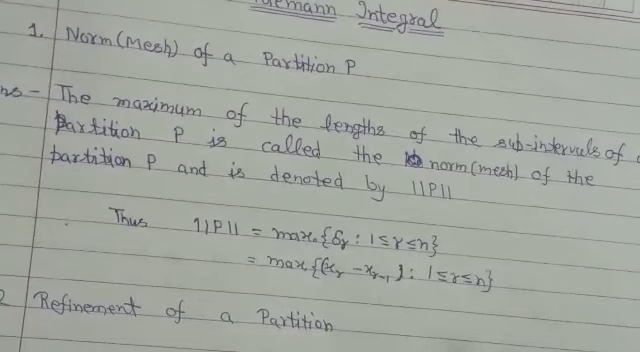 Riemann Integral
1. Norm (Mesh) of a Partition P
Ans - The maximum of the lengths of the sub-intervals of a
Partition P is called the norm (mesh) of the
partition P and is denoted by ||P||
Thus ||P|| = max.{δr : 1≤r≤n}
= max{(xr - xr-1) : 1≤r≤n}
2 Refinement of a Partition